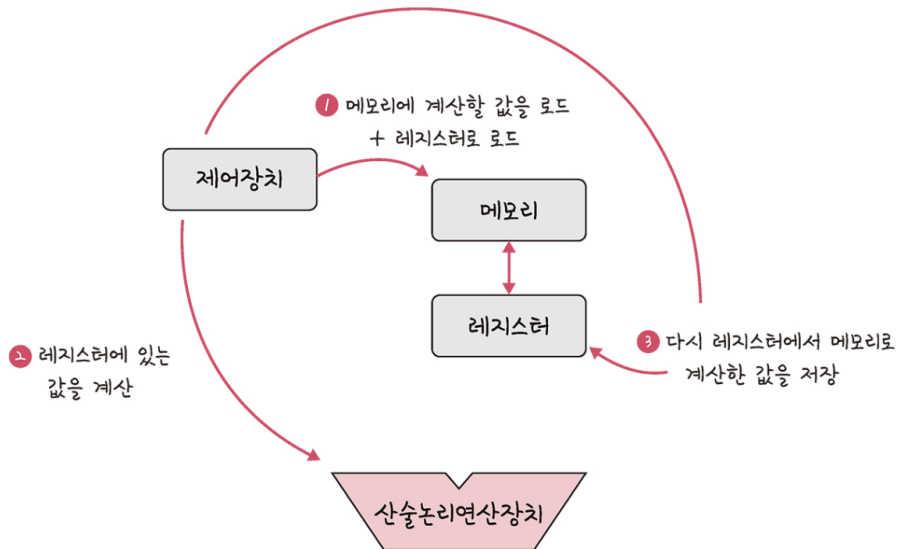 1 메모리에 계산할 값을 로드
+ 레지스터로 로드
제어장치
메모리
레지스터
2 레지스터에 있는
값을 계산
3 다시 레지스터에서 메모리로
계산한 값을 저장
산술논리연산장치